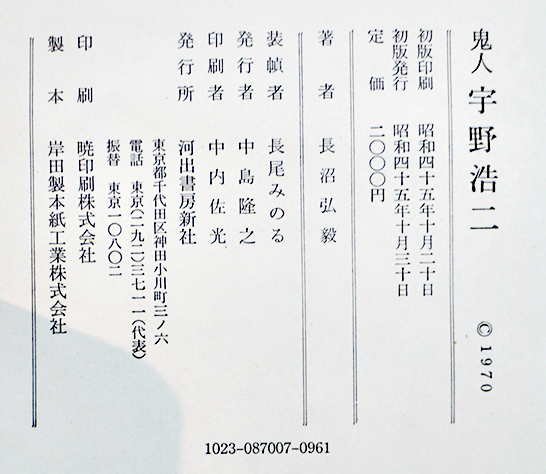 鬼人 宇野浩二 ©1970
初版印刷 昭和四十五年十月二十日
初版発行 昭和四十五年十月三十日
定価 二〇〇〇円
著者 長沼弘毅
装幀者 長尾みのる
発行者 中島隆之
印刷者 中内佐光
発行所 河出書房新社
東京都千代田区神田小川町三ノ六
電話 東京(二九二)三七一一(代表)
振替 東京一〇八〇二
印刷 暁印刷株式会社
製本 岸田製本紙工業株式会社
1023-087007-0961